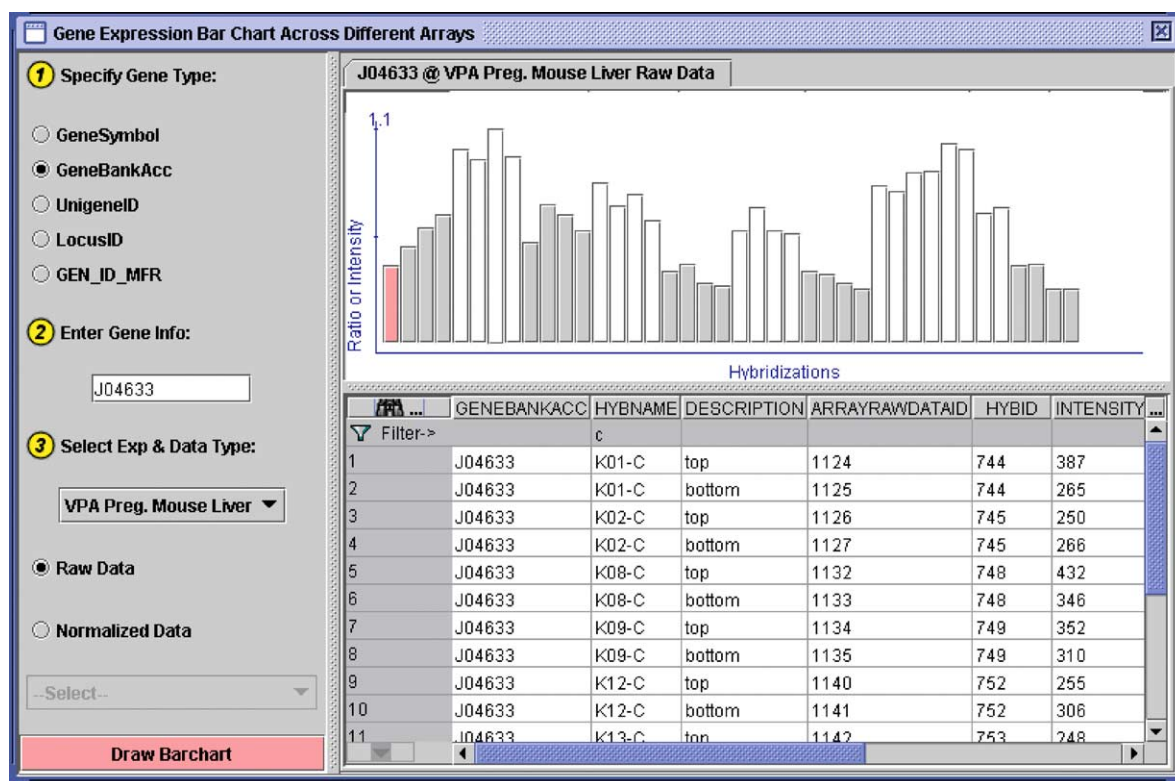 Gene Expression Bar Chart Across Different Arrays
1 Specify Gene Type:
GeneSymbol
GeneBankAcc
UnigeneID
LocusID
GEN_ID_MFR
2 Enter Gene Info:
J04633
3 Select Exp & Data Type:
VPA Preg. Mouse Liver
Raw Data
Normalized Data
--Select--
Draw Barchart
J04633 @ VPA Preg. Mouse Liver Raw Data
1.1
Ratio or Intensity
Hybridizations
... GENEBANKACC HYBNAME DESCRIPTION ARRAYRAWDATAID HYBID INTENSITY ...
Filter-> c
1 J04633 K01-C top 1124 744 387
2 J04633 K01-C bottom 1125 744 265
3 J04633 K02-C top 1126 745 250
4 J04633 K02-C bottom 1127 745 266
5 J04633 K08-C top 1132 748 432
6 J04633 K08-C bottom 1133 748 346
7 J04633 K09-C top 1134 749 352
8 J04633 K09-C bottom 1135 749 310
9 J04633 K12-C top 1140 752 255
10 J04633 K12-C bottom 1141 752 306
11 J04633 K13-C top 1142 753 248